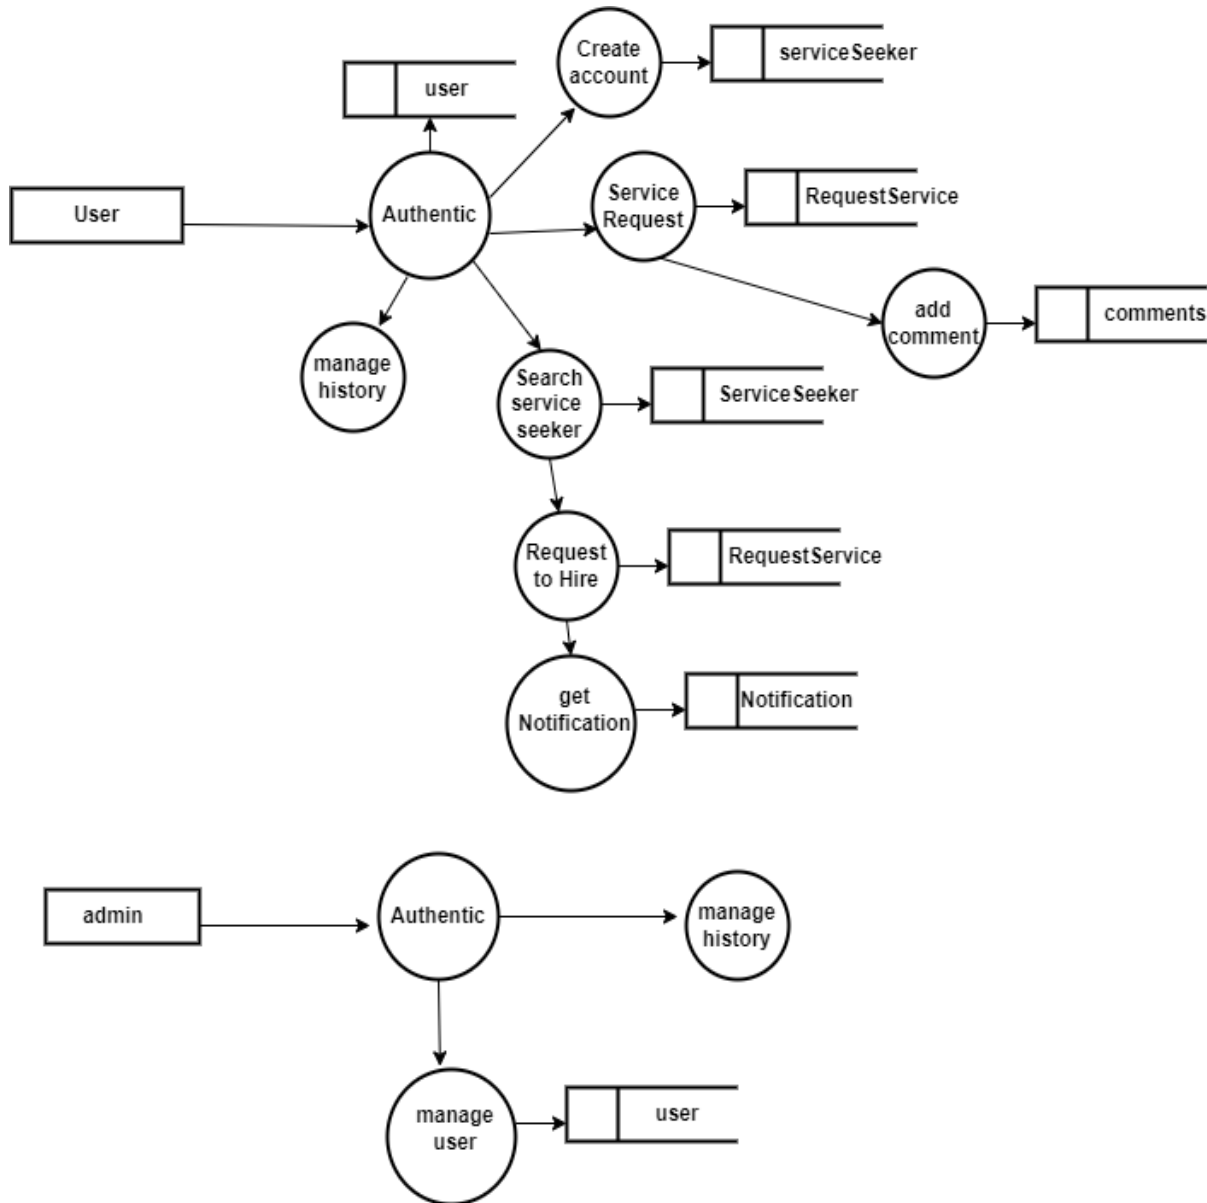 Create
account
serviceSeeker
user
User
Authentic
Service
Request
RequestService
add
comment
comments
manage
history
Search
service
seeker
ServiceSeeker
Request
to Hire
RequestService
get
Notification
Notification
admin
Authentic
manage
history
manage
user
user